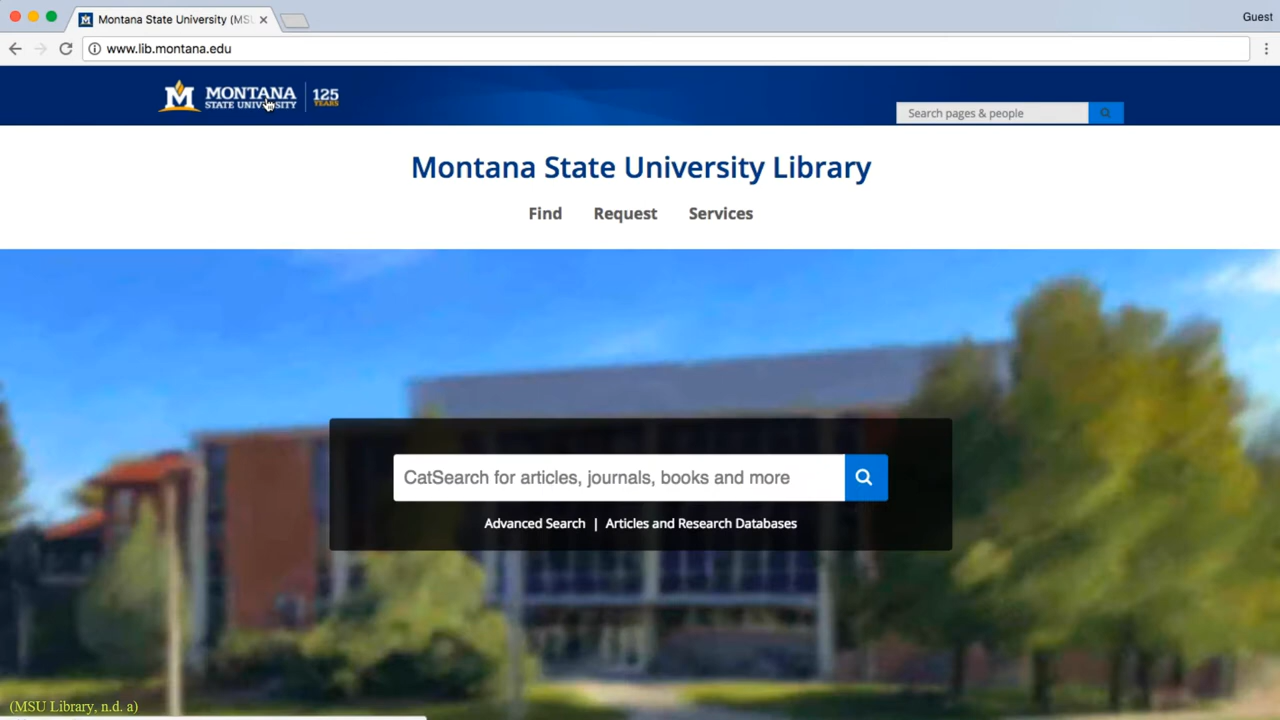 Montana State University (MSU
Guest
www.lib.montana.edu
M MONTANA
STATE UNIVERSITY
125
YEARS
Search pages & people
Montana State University Library
Find Request Services
CatSearch for articles, journals, books and more
Advanced Search | Articles and Research Databases
(MSU Library, n.d. a)